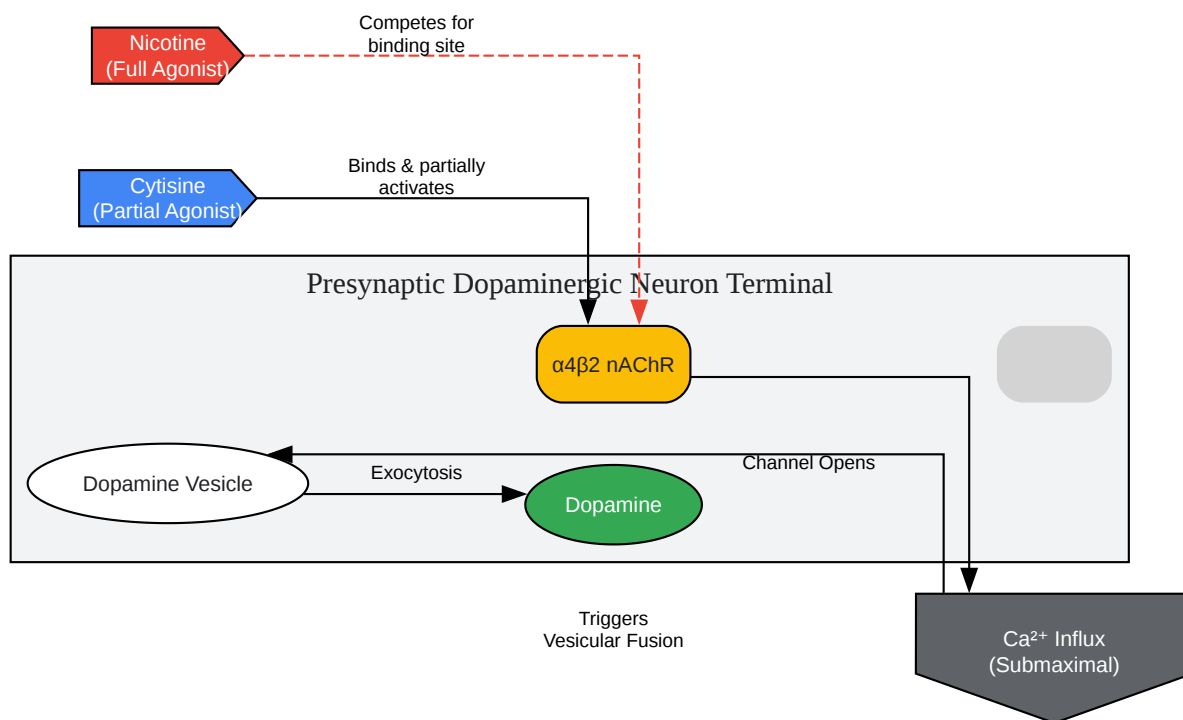 Competes for
binding site
Nicotine
(Full Agonist)
Binds & partially
activates
Cytisine
(Partial Agonist)
Presynaptic Dopaminergic Neuron Terminal
α4β2 nAChR
Channel Opens
Exocytosis
Dopamine Vesicle
Dopamine
Triggers
Vesicular Fusion
Ca²⁺ Influx
(Submaximal)